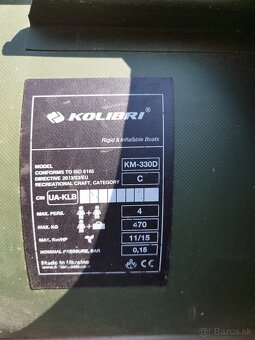 KOLIBRI
Rigid & Inflatable Boats
MODEL KM-330D
CONFORMS TO ISO 6185
DIRECTIVE 2013/53/EU
RECREATIONAL CRAFT, CATEGORY C
CIN UA-KLB
MAX. PERS. 4
MAX. KG 470
MAX. Kw/HP 11/15
NOMINAL PRESSURE, BAR 0,15
Made in Ukraine
bazos.sk